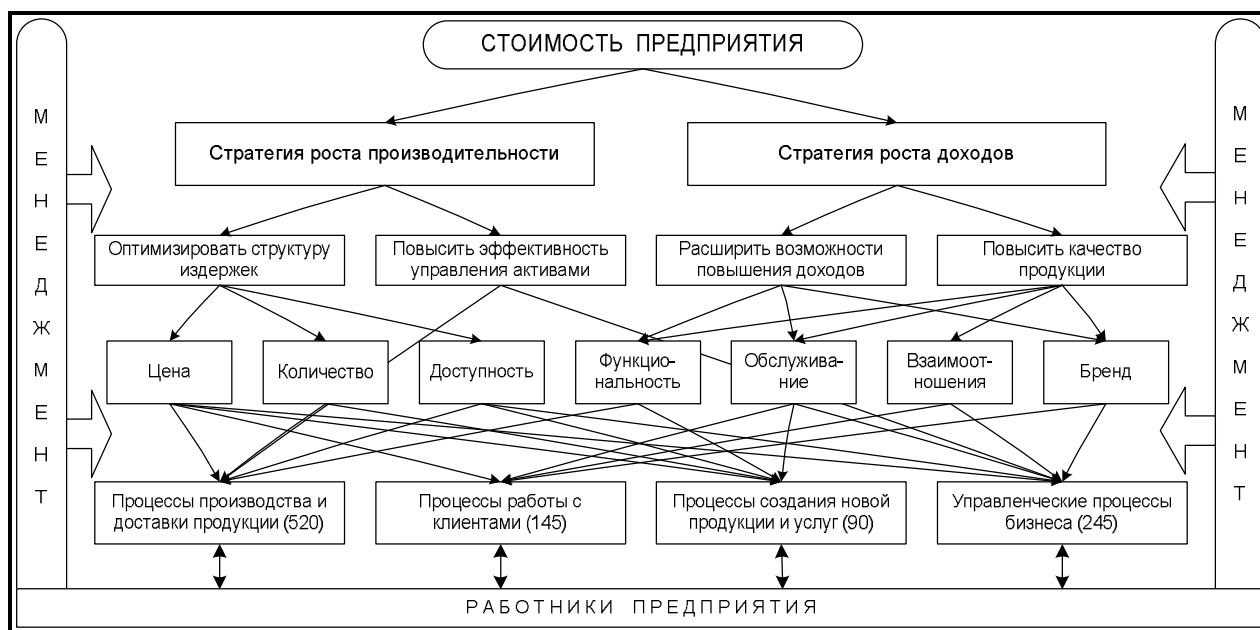 СТОИМОСТЬ ПРЕДПРИЯТИЯ
МЕНЕДЖМЕНТ
МЕНЕДЖМЕНТ
Стратегия роста производительности
Стратегия роста доходов
Оптимизировать структуру
издержек
Повысить эффективность
управления активами
Расширить возможности
повышения доходов
Повысить качество
продукции
Цена
Количество
Доступность
Функцио-
нальность
Обслужива-
ние
Взаимоот-
ношения
Бренд
Процессы производства и
доставки продукции (520)
Процессы работы с
клиентами (145)
Процессы создания новой
продукции и услуг (90)
Управленческие процессы
бизнеса (245)
РАБОТНИКИ ПРЕДПРИЯТИЯ